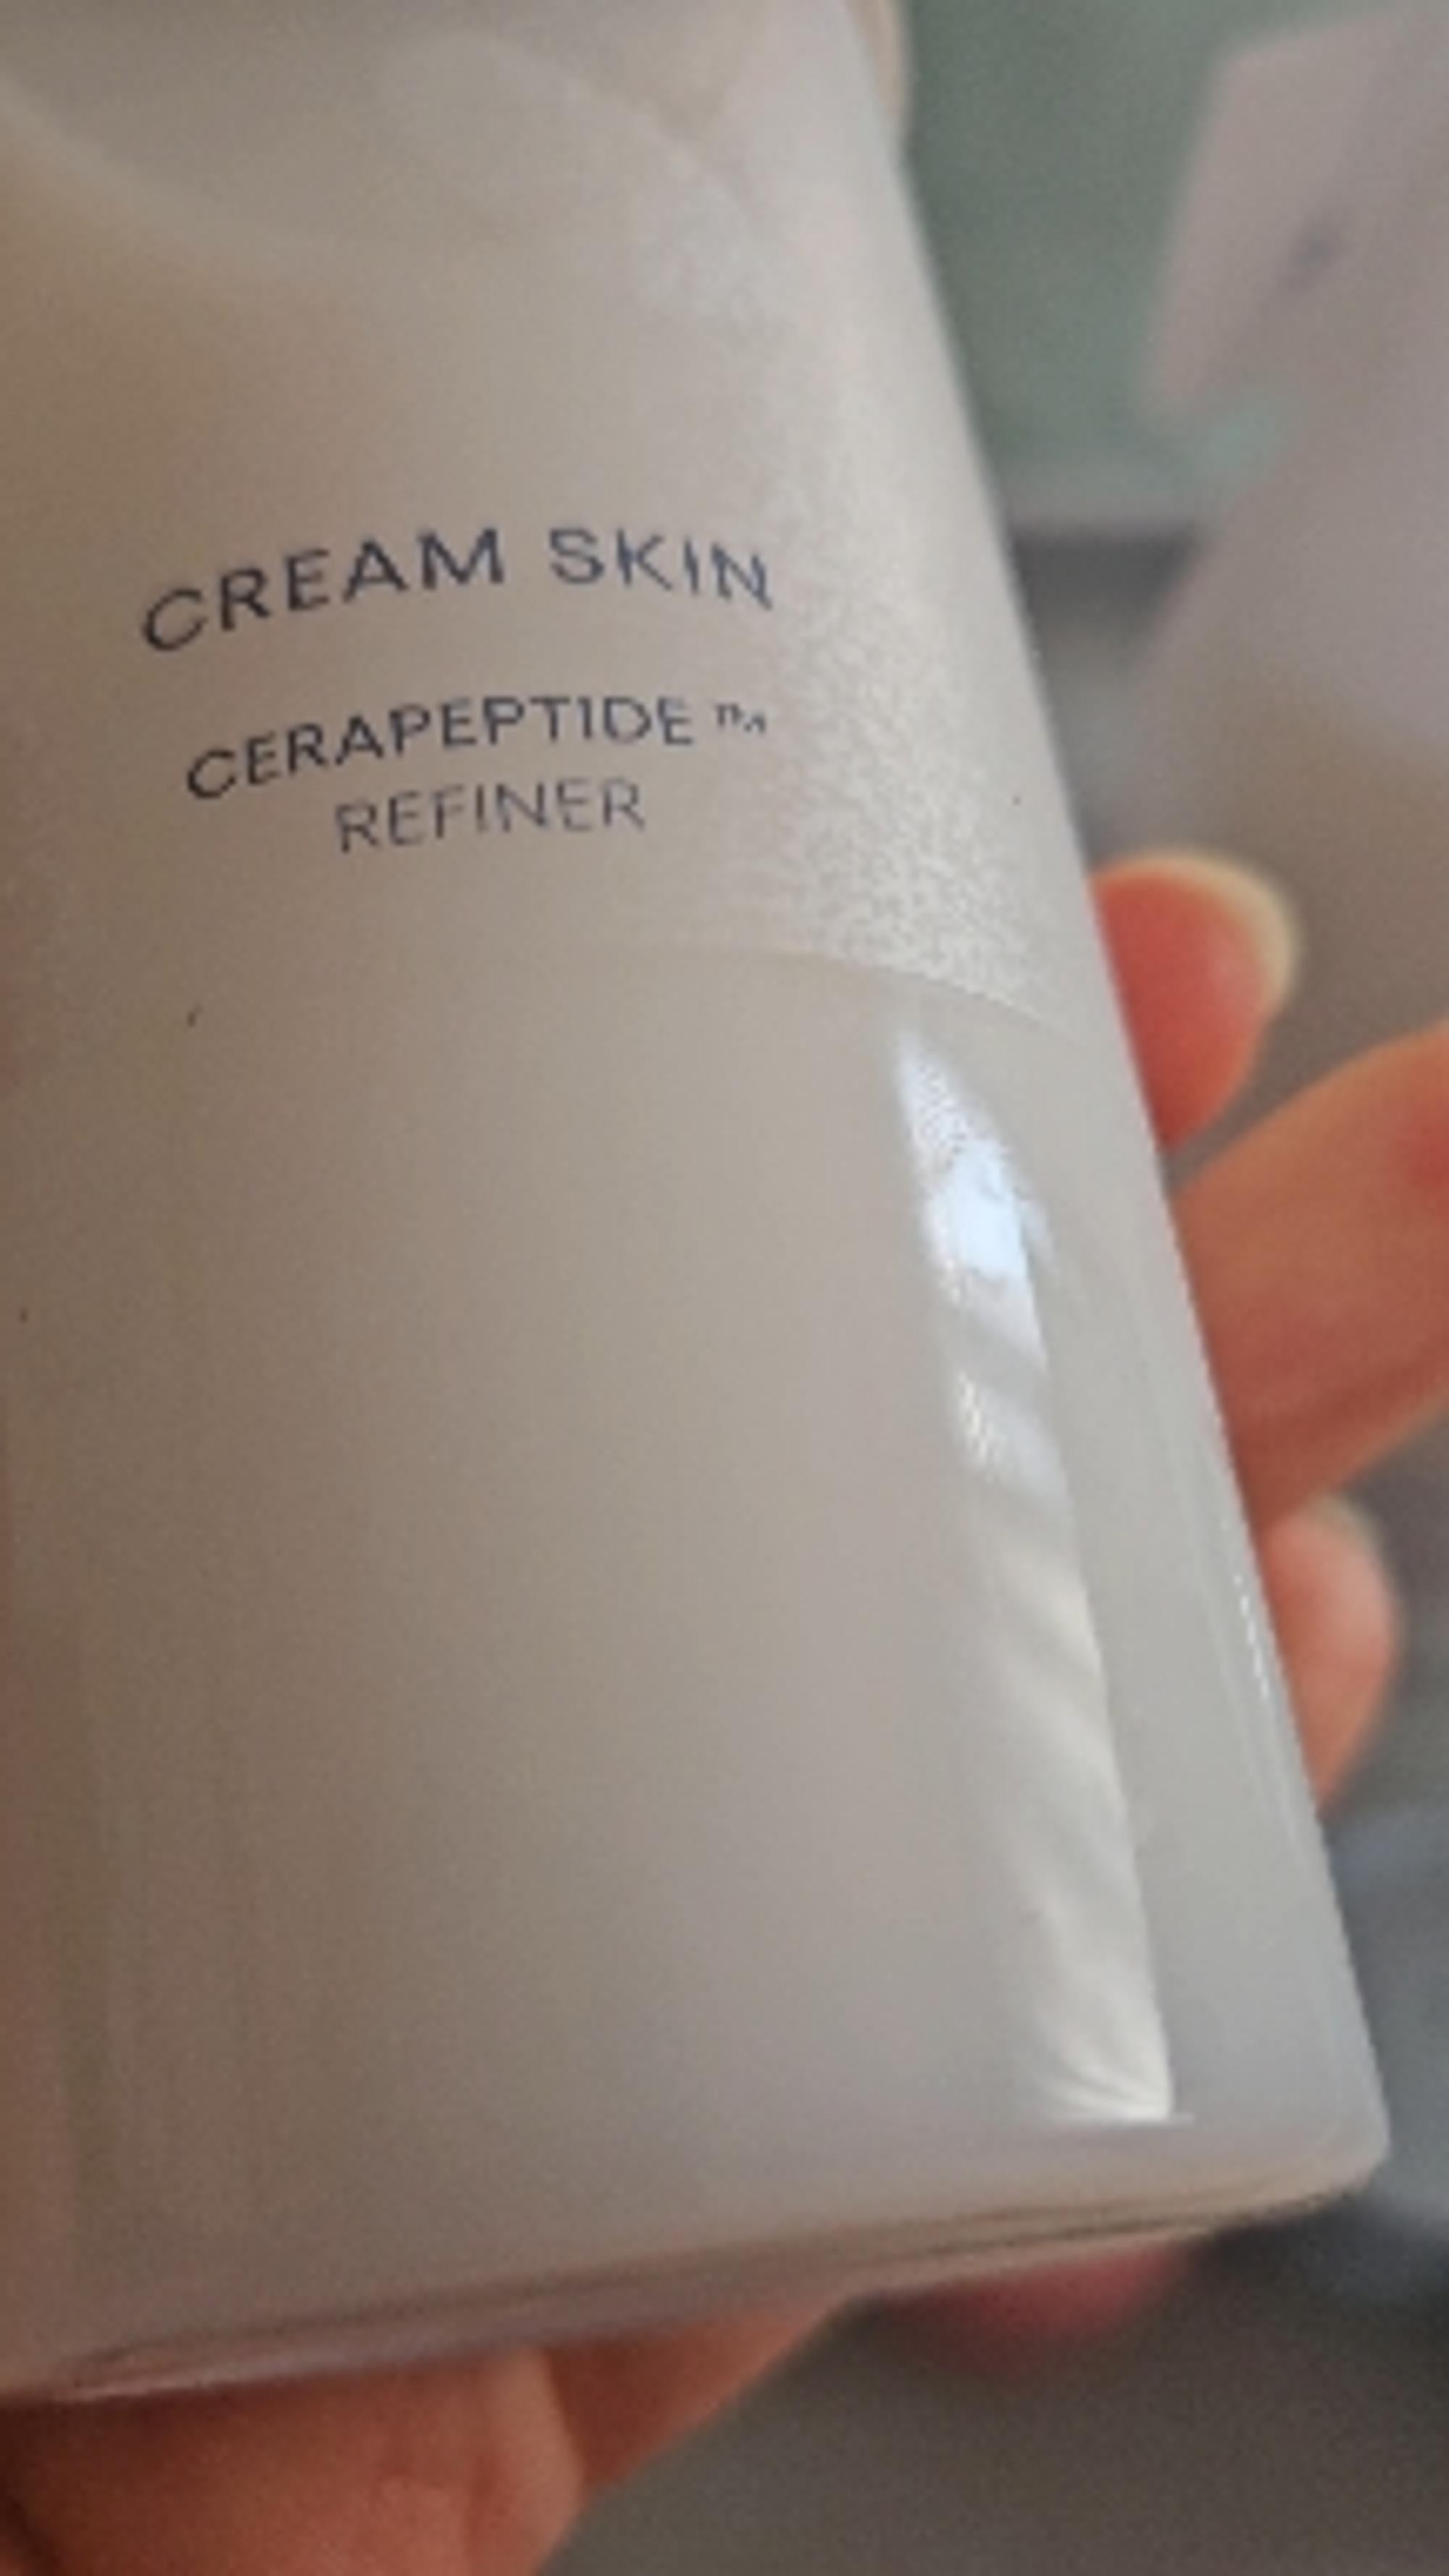 CREAM SKIN
CERAPEPTIDE™
REFINER